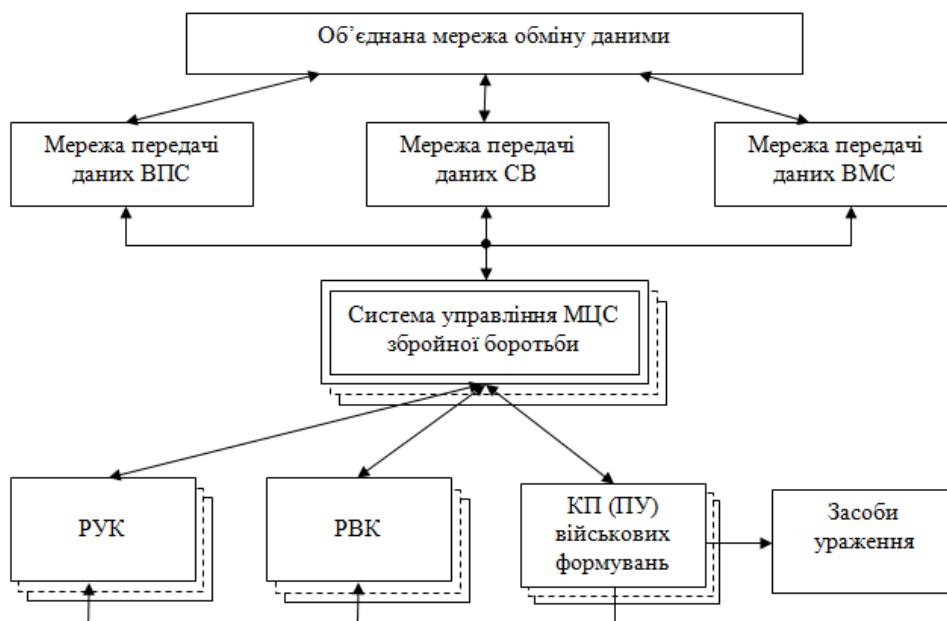 Об’єднана мережа обміну даними
Мережа передачі
даних ВПС
Мережа передачі
даних СВ
Мережа передачі
даних ВМС
Система управління МЦС
збройної боротьби
РУК
РВК
КП (ПУ)
військових
формувань
Засоби
ураження